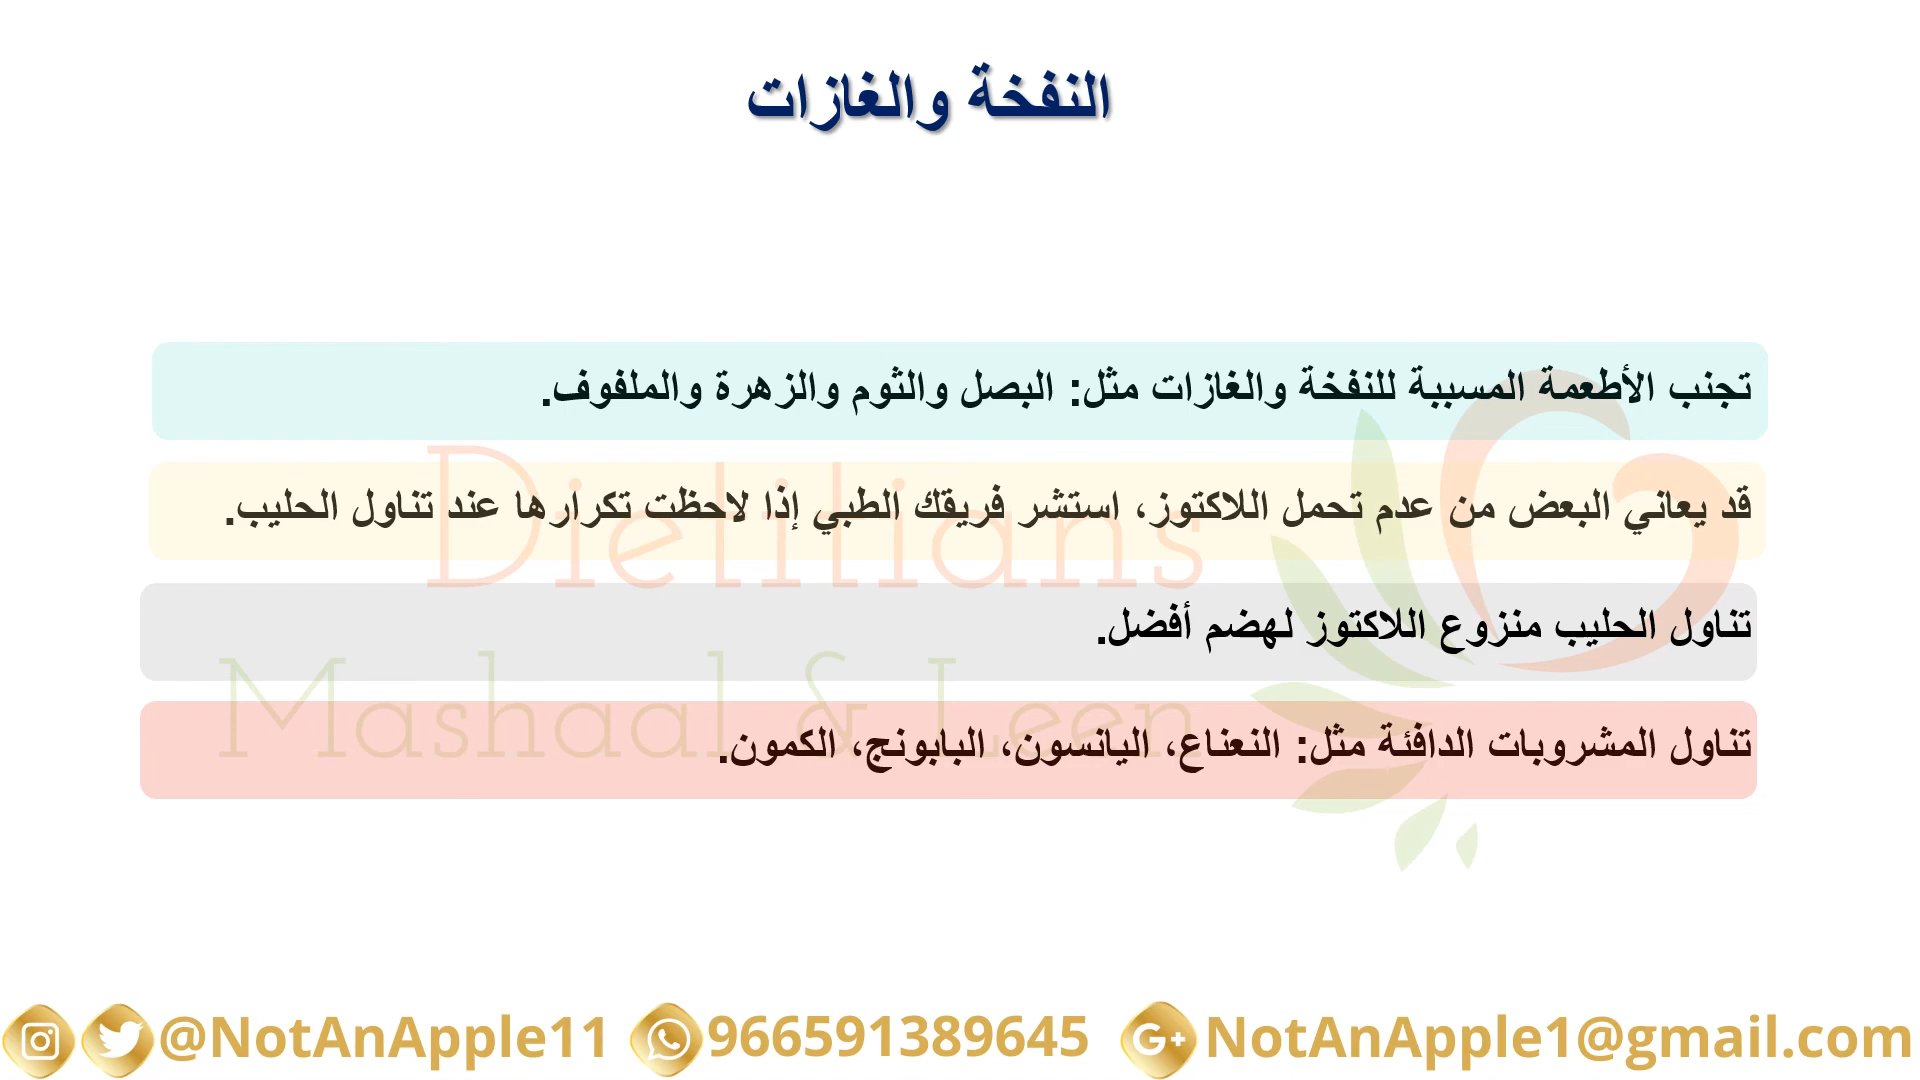 النفخة والغازات
تجنب الأطعمة المسببة للنفخة والغازات مثل: البصل والثوم والزهرة والملفوف.
قد يعاني البعض من عدم تحمل اللاكتوز، استشر فريقك الطبي إذا لاحظت تكرارها عند تناول الحليب.
تناول الحليب منزوع اللاكتوز لهضم أفضل.
تناول المشروبات الدافئة مثل: النعناع، اليانسون، البابونج، الكمون.
Dietitians
Mashaal & Leen
@NotAnApple11 966591389645 G+ NotAnApple1@gmail.com